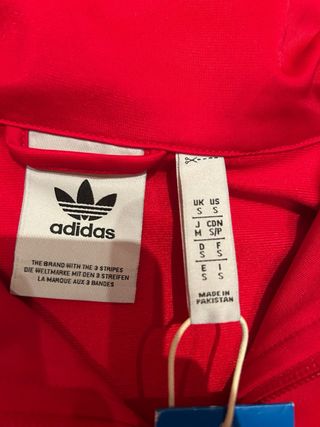 adidas
THE BRAND WITH THE 3 STRIPES
DIE WELTMARKE MIT DEN 3 STREIFEN
LA MARQUE AUX 3 BANDES
UK US
S S
J CDN
M S/P
D F
S S
E I
S S
MADE IN
PAKISTAN